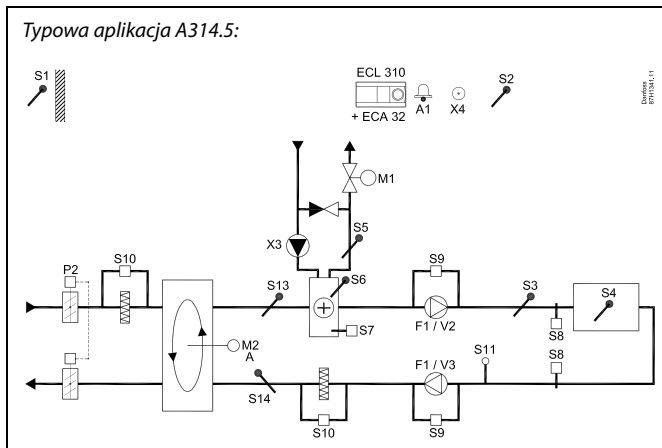 Typowa aplikacja A314.5:
S1
ECL 310
+ ECA 32
A1
X4
S2
Danfoss
87H1341.11
M1
X3
S5
P2
S10
S13
S6
S9
S3
S4
S7
F1 / V2
S8
M2
A
S8
F1 / V3
S11
S14
S10
S9